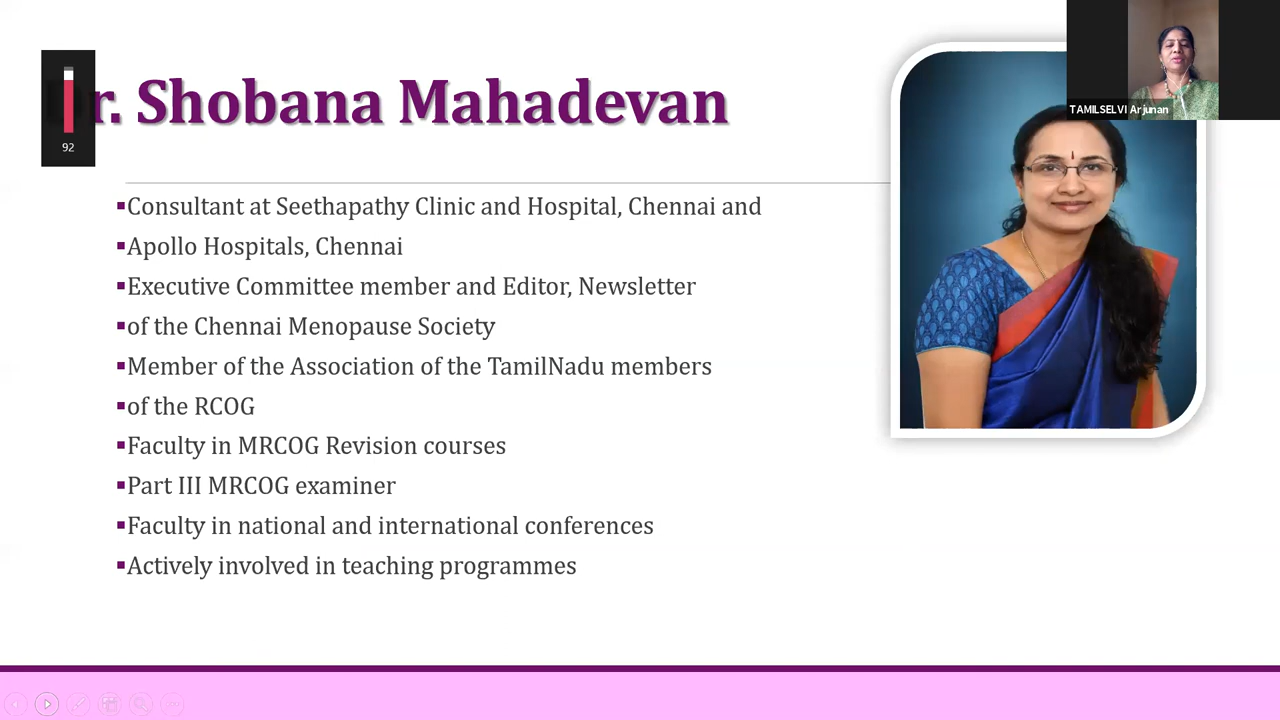 r. Shobana Mahadevan
92
TAMILSELVI Arjunan
▪Consultant at Seethapathy Clinic and Hospital, Chennai and
▪Apollo Hospitals, Chennai
▪Executive Committee member and Editor, Newsletter
▪of the Chennai Menopause Society
▪Member of the Association of the TamilNadu members
▪of the RCOG
▪Faculty in MRCOG Revision courses
▪Part III MRCOG examiner
▪Faculty in national and international conferences
▪Actively involved in teaching programmes